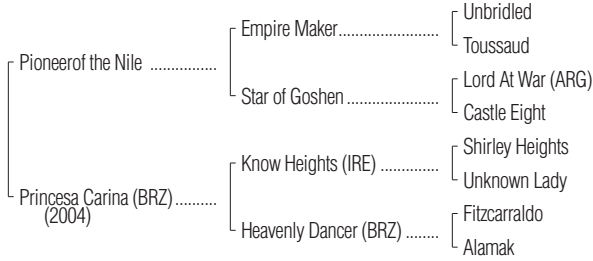 Unbridled
Empire Maker........................
Toussaud
Pioneerof the Nile ................
Lord At War (ARG)
Star of Goshen......................
Castle Eight
Shirley Heights
Know Heights (IRE) ..............
Unknown Lady
Princesa Carina (BRZ)..........
(2004)
Fitzcarraldo
Heavenly Dancer (BRZ) ........
Alamak